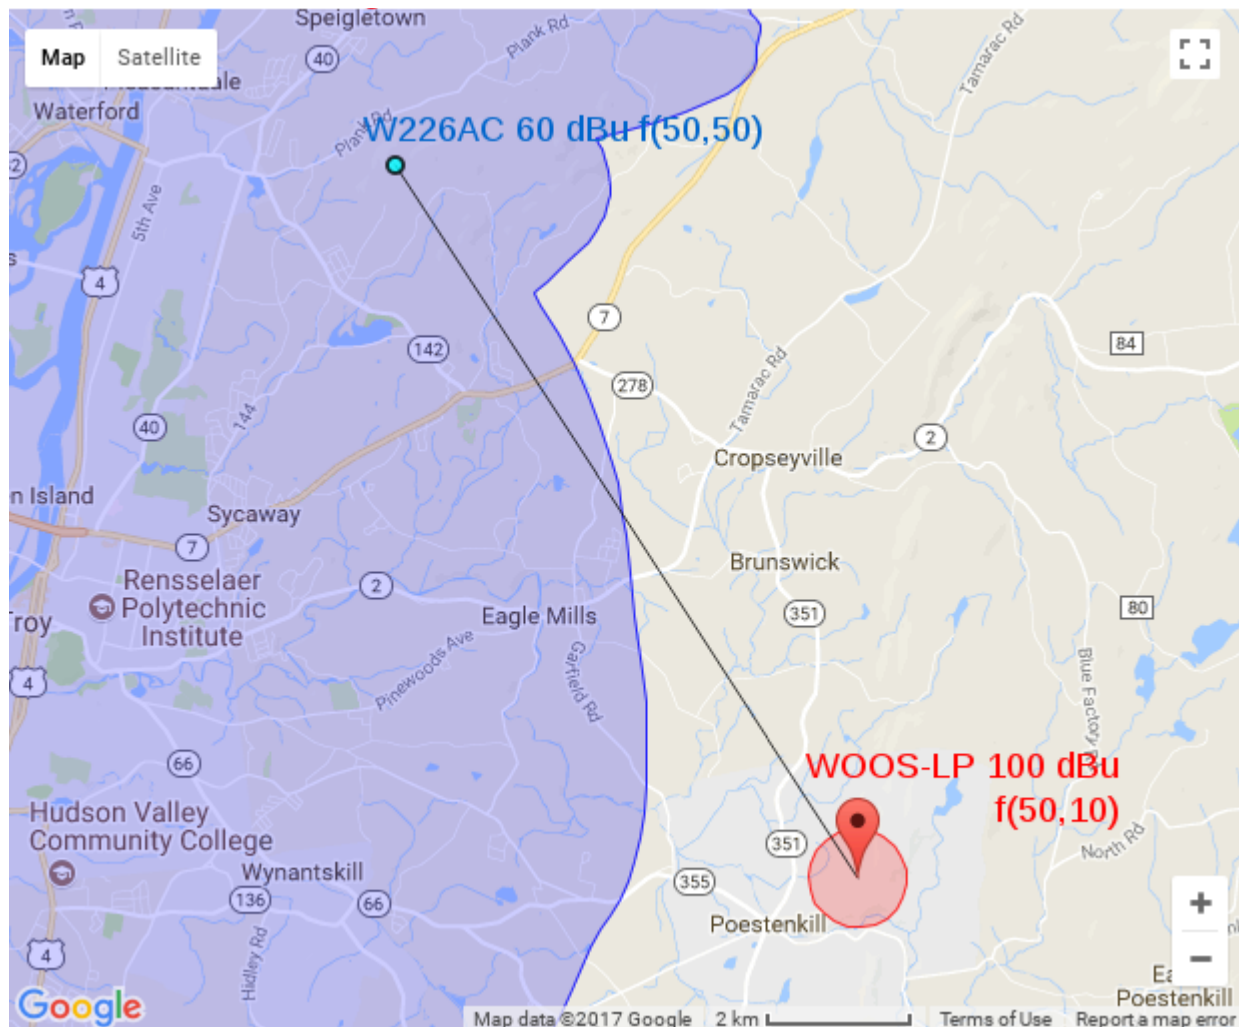 Speigletown
Plank Rd
Tamarac Rd
Map
Satellite
40
Waterford
Plank Rd
W226AC 60 dBu f(50,50)
5th Ave
4
7
142
84
278
Tamarac Rd
144
40
2
Cropseyville
n Island
Sycaway
7
Brunswick
Rensselaer
Polytechnic
Institute
2
80
351
Eagle Mills
roy
Pinewoods Ave
Garfield Rd
Blue Factory Rd
4
66
WOOS-LP 100 dBu
f(50,10)
Hudson Valley
Community College
351
North Rd
Wynantskill
355
136
66
Poestenkill
Hidley Rd
4
Ea
Poestenkill
Google
Map data ©2017 Google
2 km
Terms of Use
Report a map error